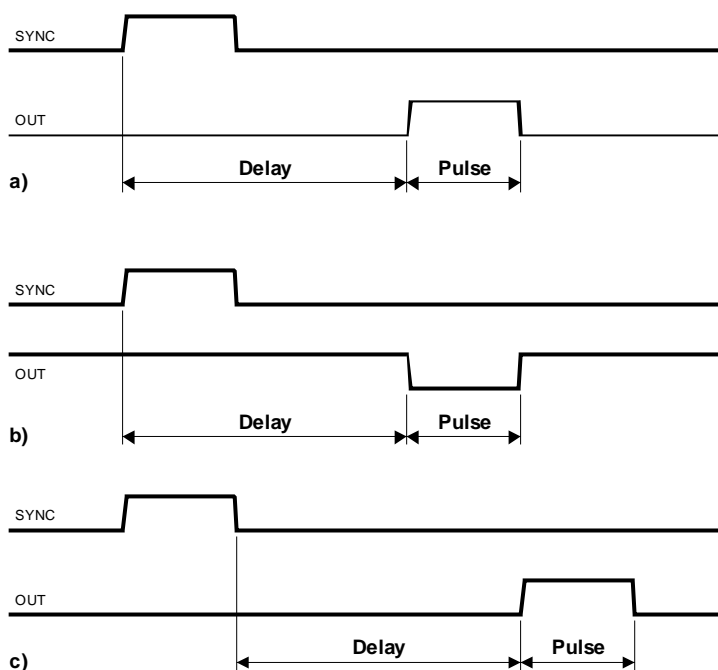 SYNC
OUT
Delay Pulse
a)
SYNC
OUT
Delay Pulse
b)
SYNC
OUT
Delay Pulse
c)